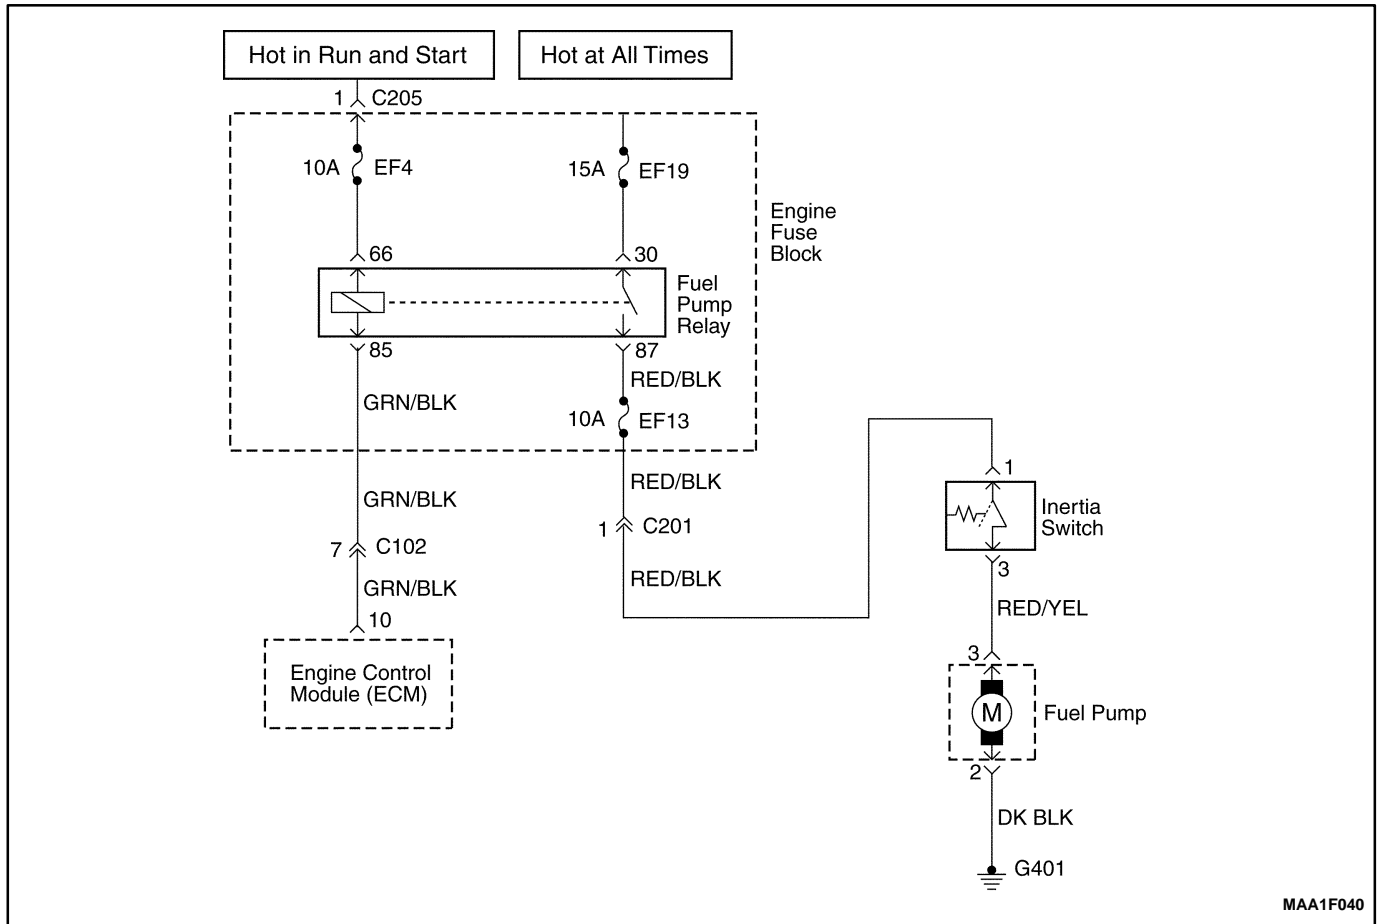 Hot in Run and Start
Hot at All Times
1
C205
10A
EF4
15A
EF19
Engine
Fuse
Block
66
30
Fuel
Pump
Relay
85
87
RED/BLK
GRN/BLK
10A
EF13
GRN/BLK
RED/BLK
1
Inertia
Switch
1
C201
7
C102
3
RED/BLK
GRN/BLK
RED/YEL
10
3
Engine Control
Module (ECM)
M
Fuel Pump
2
DK BLK
G401
MAA1F040